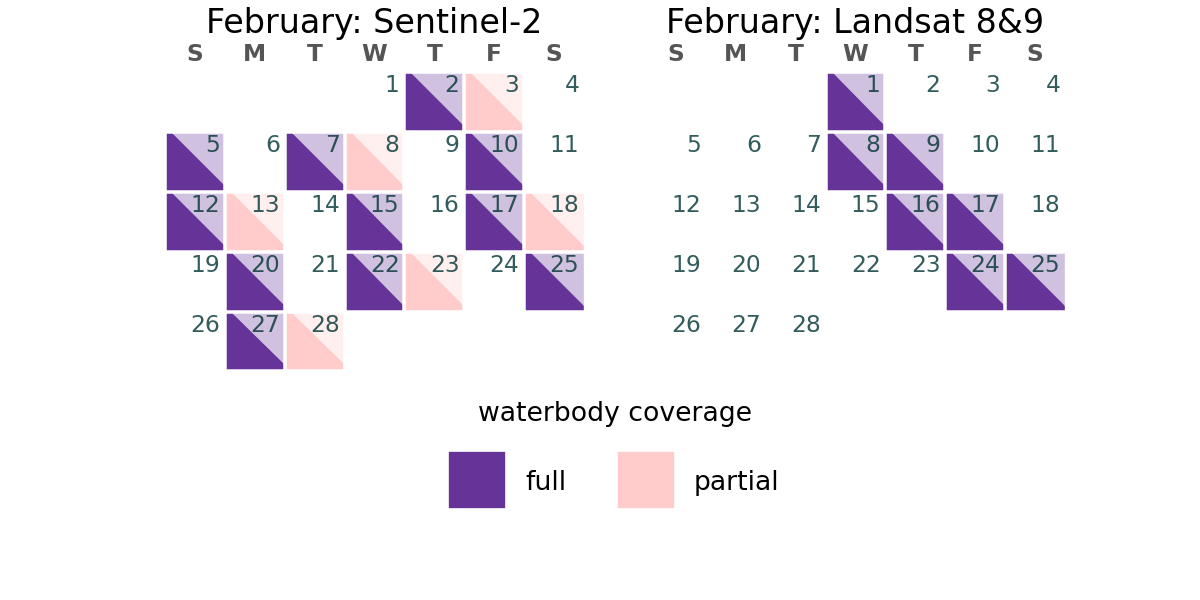 February: Sentinel-2
S M T W T F S
1 2 3 4
5 6 7 8 9 10 11
12 13 14 15 16 17 18
19 20 21 22 23 24 25
26 27 28
February: Landsat 8&9
S M T W T F S
1 2 3 4
5 6 7 8 9 10 11
12 13 14 15 16 17 18
19 20 21 22 23 24 25
26 27 28
waterbody coverage
full partial